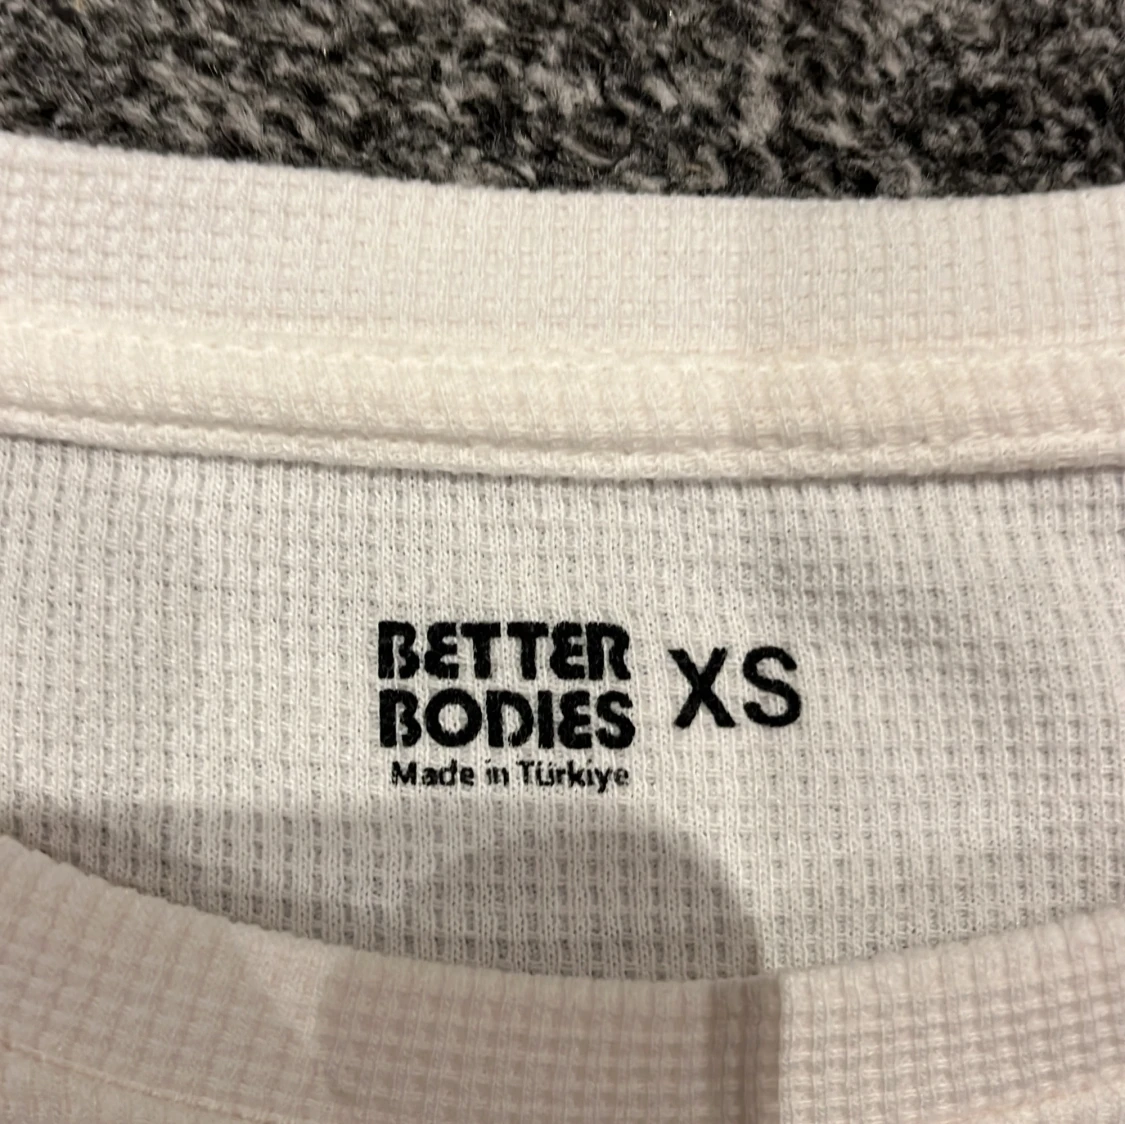 BETTER
BODIES
XS
Made in Türkiye